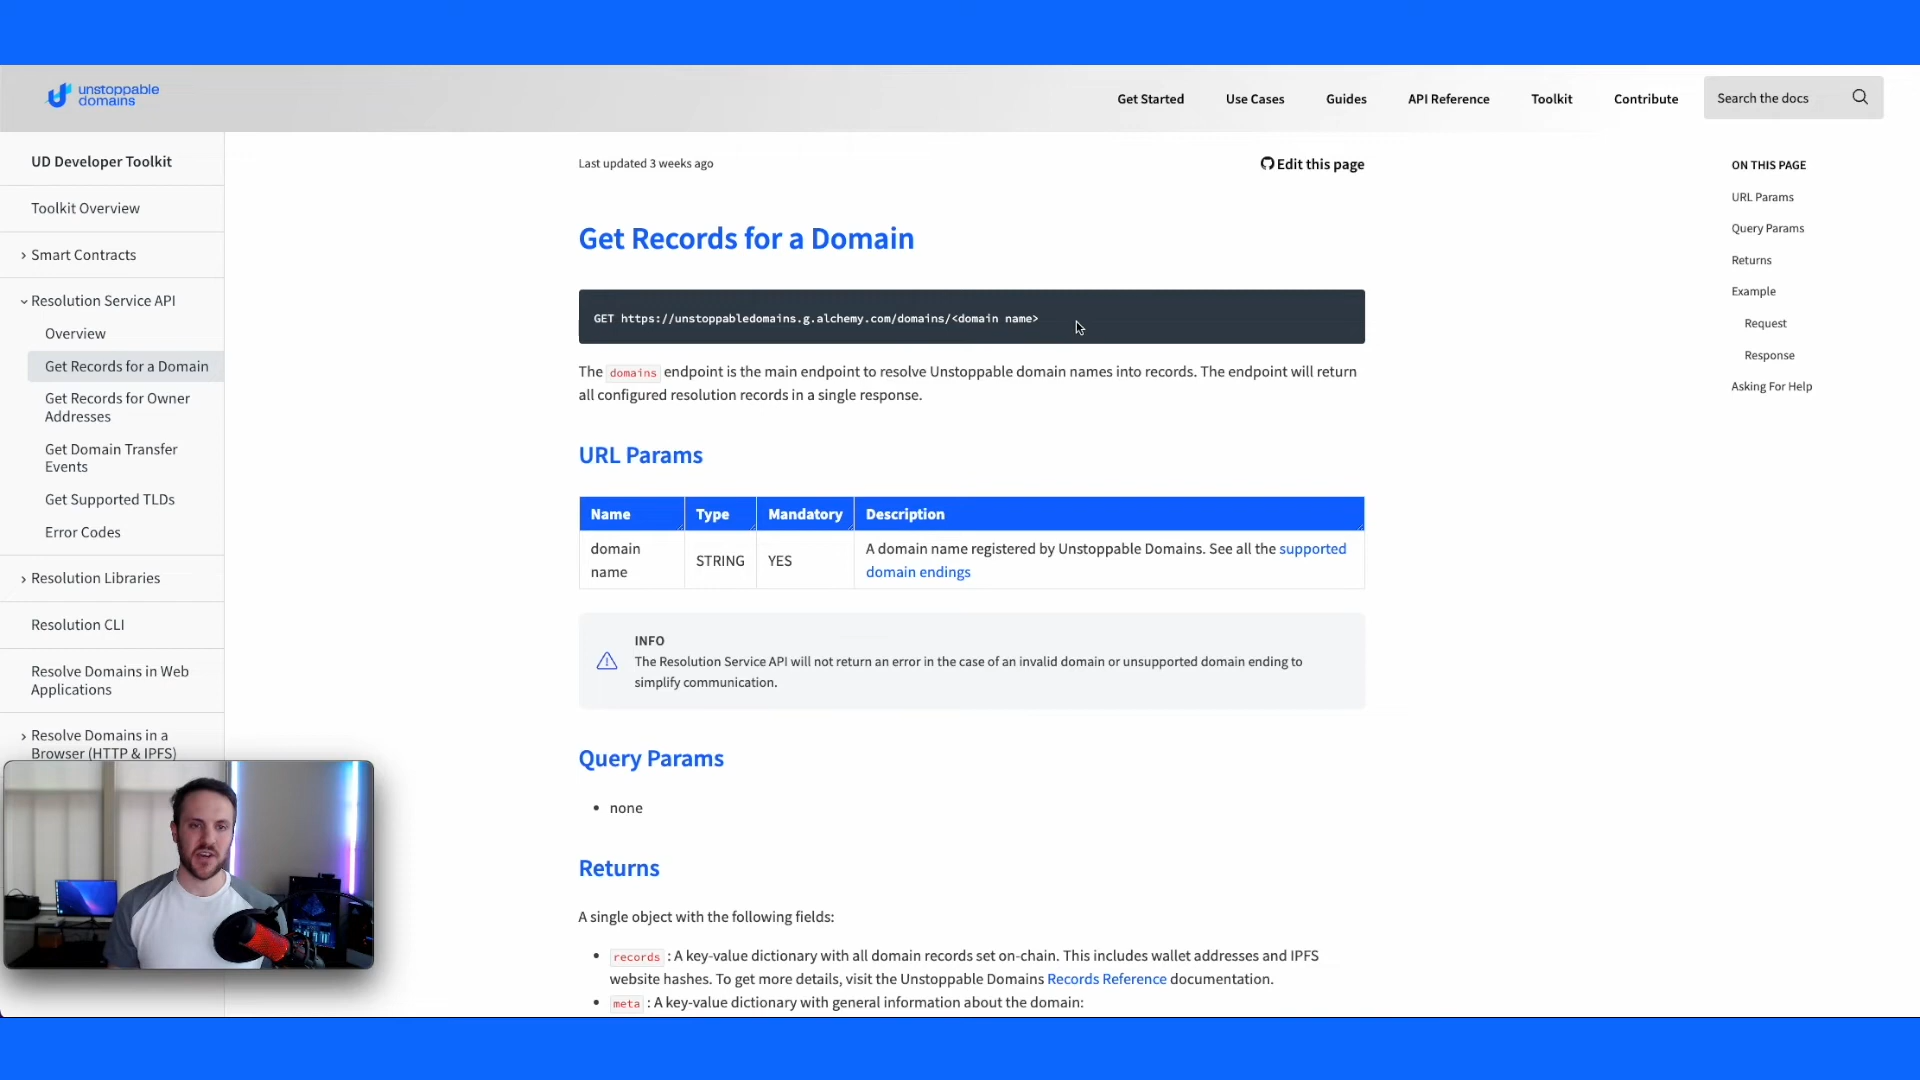 unstoppable
domains
Get Started
Use Cases
Guides
API Reference
Toolkit
Contribute
Search the docs
UD Developer Toolkit
Toolkit Overview
Smart Contracts
Resolution Service API
Overview
Get Records for a Domain
Get Records for Owner
Addresses
Get Domain Transfer
Events
Get Supported TLDs
Error Codes
Resolution Libraries
Resolution CLI
Resolve Domains in Web
Applications
Resolve Domains in a
Browser (HTTP & IPFS)
Last updated 3 weeks ago
Edit this page
Get Records for a Domain
GET https://unstoppabledomains.g.alchemy.com/domains/<domain name>
The domains endpoint is the main endpoint to resolve Unstoppable domain names into records. The endpoint will return
all configured resolution records in a single response.
URL Params
Name Type Mandatory Description
domain
name
STRING
YES
A domain name registered by Unstoppable Domains. See all the supported
domain endings
INFO
The Resolution Service API will not return an error in the case of an invalid domain or unsupported domain ending to
simplify communication.
Query Params
• none
Returns
A single object with the following fields:
• records : A key-value dictionary with all domain records set on-chain. This includes wallet addresses and IPFS
website hashes. To get more details, visit the Unstoppable Domains Records Reference documentation.
• meta : A key-value dictionary with general information about the domain:
ON THIS PAGE
URL Params
Query Params
Returns
Example
Request
Response
Asking For Help